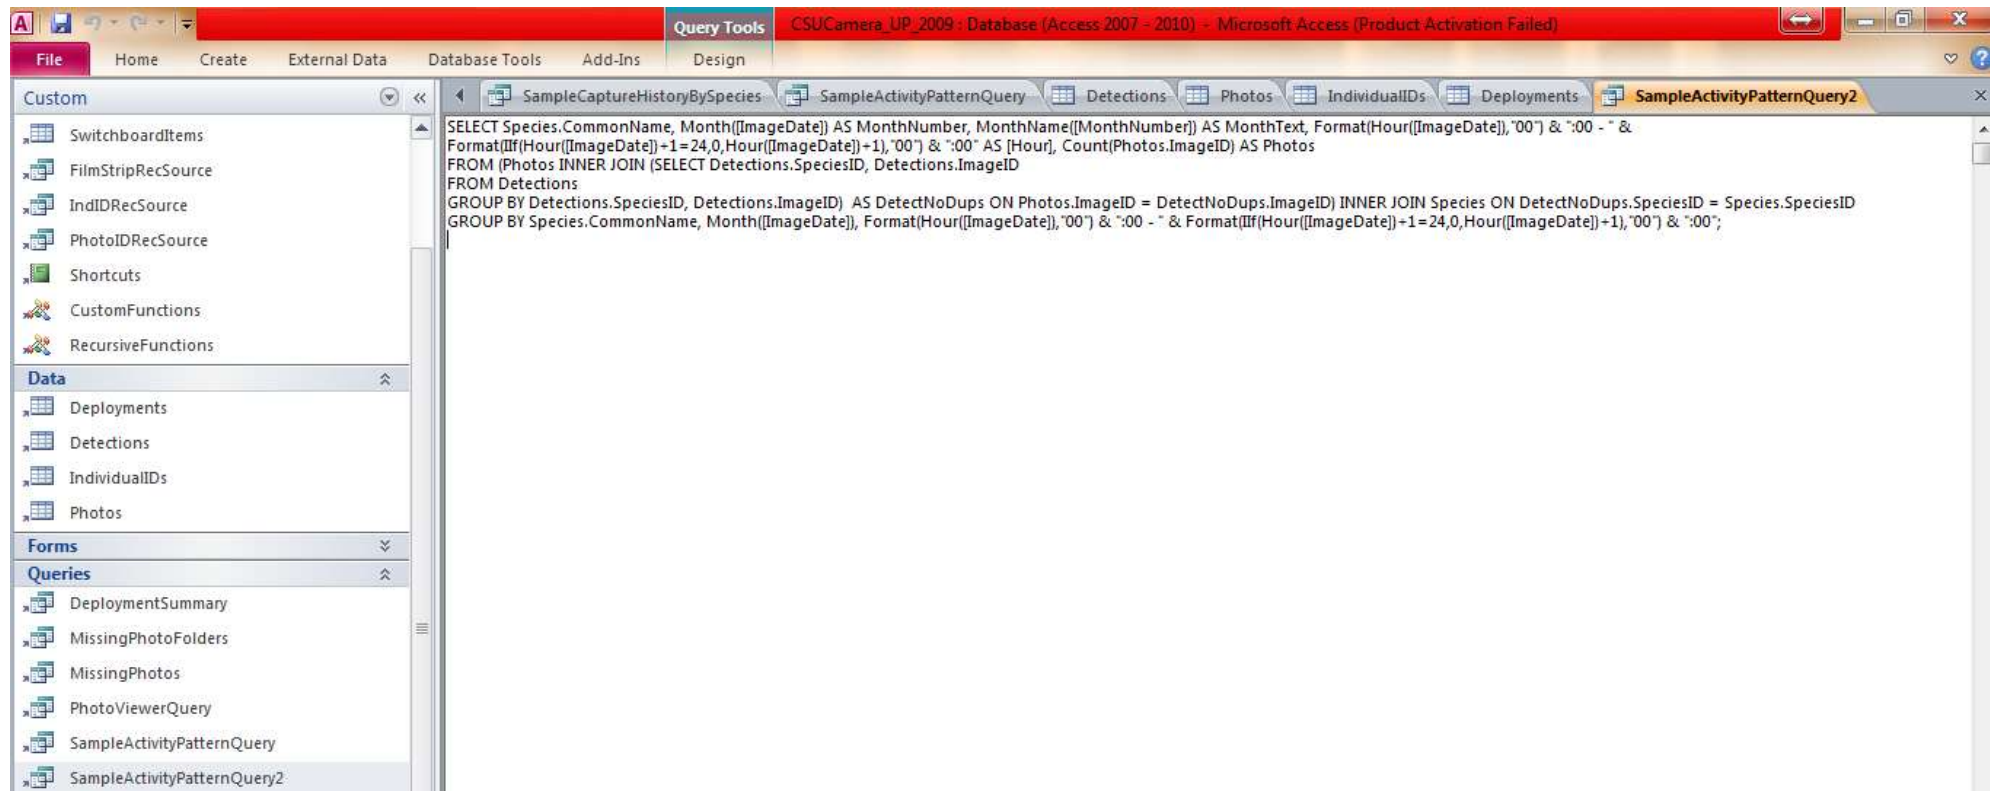 Query Tools
CSUCamera_UP_2009 : Database (Access 2007 - 2010) - Microsoft Access (Product Activation Failed)
File Home Create External Data Database Tools Add-Ins Design
Custom
SampleCaptureHistoryBySpecies SampleActivityPatternQuery Detections Photos IndividualIDs Deployments SampleActivityPatternQuery2
SwitchboardItems
FilmStripRecSource
IndIDRecSource
PhotoIDRecSource
Shortcuts
CustomFunctions
RecursiveFunctions
Data
Deployments
Detections
IndividualIDs
Photos
Forms
Queries
DeploymentSummary
MissingPhotoFolders
MissingPhotos
PhotoViewerQuery
SampleActivityPatternQuery
SampleActivityPatternQuery2
SELECT Species.CommonName, Month([ImageDate]) AS MonthNumber, MonthName([MonthNumber]) AS MonthText, Format(Hour([ImageDate]),"00") & ":00 - " &
Format(IIf(Hour([ImageDate])+1=24,0,Hour([ImageDate])+1),"00") & ":00" AS [Hour], Count(Photos.ImageID) AS Photos
FROM (Photos INNER JOIN (SELECT Detections.SpeciesID, Detections.ImageID
FROM Detections
GROUP BY Detections.SpeciesID, Detections.ImageID)  AS DetectNoDups ON Photos.ImageID = DetectNoDups.ImageID) INNER JOIN Species ON DetectNoDups.SpeciesID = Species.SpeciesID
GROUP BY Species.CommonName, Month([ImageDate]), Format(Hour([ImageDate]),"00") & ":00 - " & Format(IIf(Hour([ImageDate])+1=24,0,Hour([ImageDate])+1),"00") & ":00";